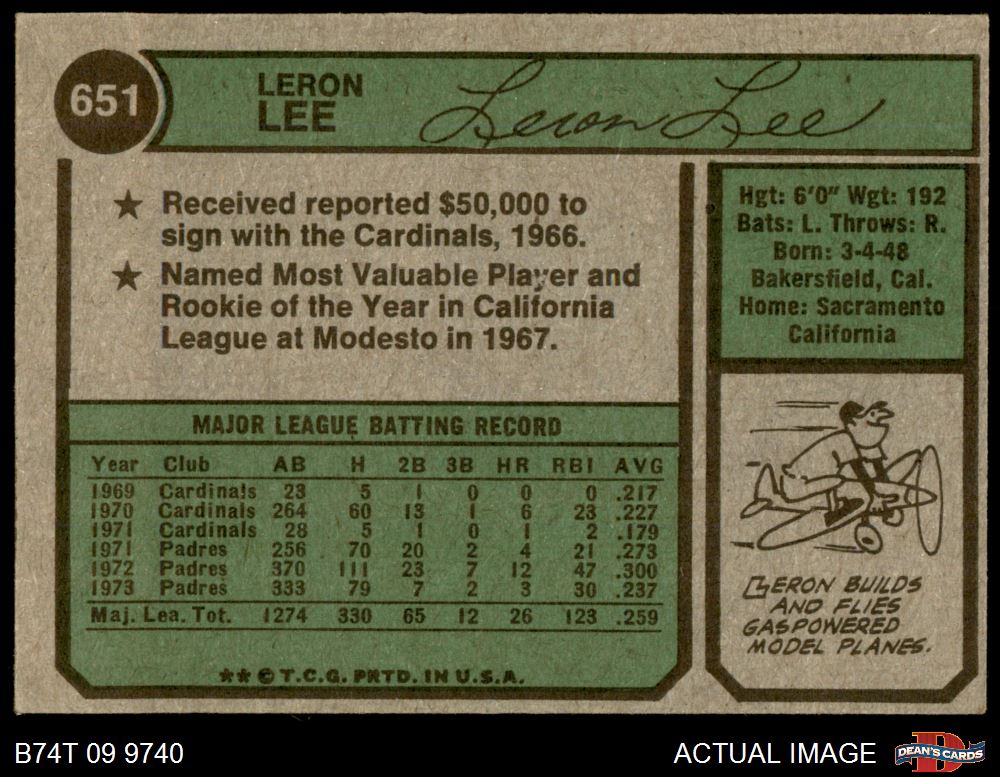 651
LERON
LEE
Leron Lee
★ Received reported $50,000 to
sign with the Cardinals, 1966.
★ Named Most Valuable Player and
Rookie of the Year in California
League at Modesto in 1967.
Hgt: 6'0" Wgt: 192
Bats: L. Throws: R.
Born: 3-4-48
Bakersfield, Cal.
Home: Sacramento
California
MAJOR LEAGUE BATTING RECORD
Year Club AB H 2B 3B HR RBI AVG
1969 Cardinals 23 5 1 0 0 0 .217
1970 Cardinals 264 60 13 1 6 23 .227
1971 Cardinals 28 5 1 0 1 2 .179
1971 Padres 256 70 20 2 4 21 .273
1972 Padres 370 111 23 7 12 47 .300
1973 Padres 333 79 7 2 3 30 .237
Maj. Lea. Tot. 1274 330 65 12 26 123 .259
★★ © T.C.G. PRTD. IN U.S.A.
LERON BUILDS
AND FLIES
GASPOWERED
MODEL PLANES.
B74T 09 9740
ACTUAL IMAGE
DEAN'S CARDS